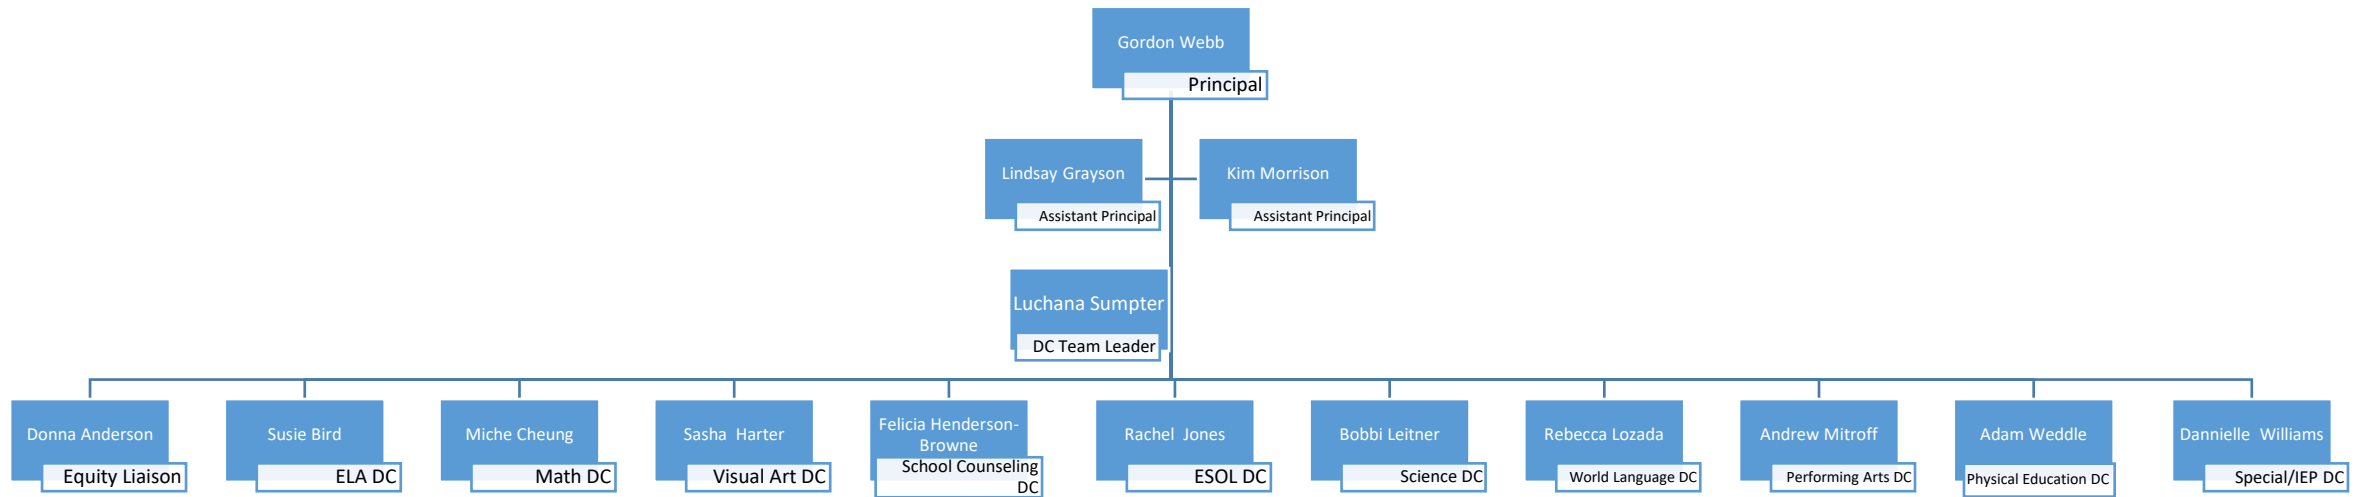 Gordon Webb
Principal
Lindsay Grayson
Assistant Principal
Kim Morrison
Assistant Principal
Luchana Sumpter
DC Team Leader
Donna Anderson
Equity Liaison
Susie Bird
ELA DC
Miche Cheung
Math DC
Sasha Harter
Visual Art DC
Felicia Henderson-
Browne
School Counseling
DC
Rachel Jones
ESOL DC
Bobbi Leitner
Science DC
Rebecca Lozada
World Language DC
Andrew Mitroff
Performing Arts DC
Adam Weddle
Physical Education DC
Dannielle Williams
Special/IEP DC